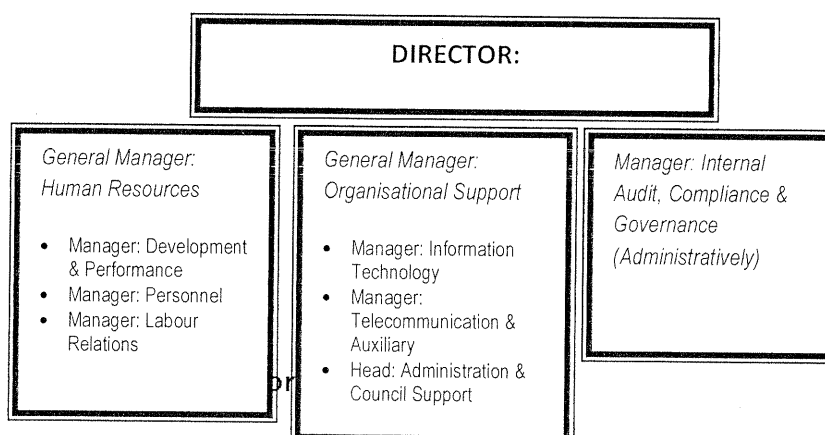 DIRECTOR:
General Manager:
Human Resources
• Manager: Development
& Performance
• Manager: Personnel
• Manager: Labour
Relations
General Manager:
Organisational Support
• Manager: Information
Technology
• Manager:
Telecommunication &
Auxiliary
• Head: Administration &
Council Support
Manager: Internal
Audit, Compliance &
Governance
(Administratively)
or